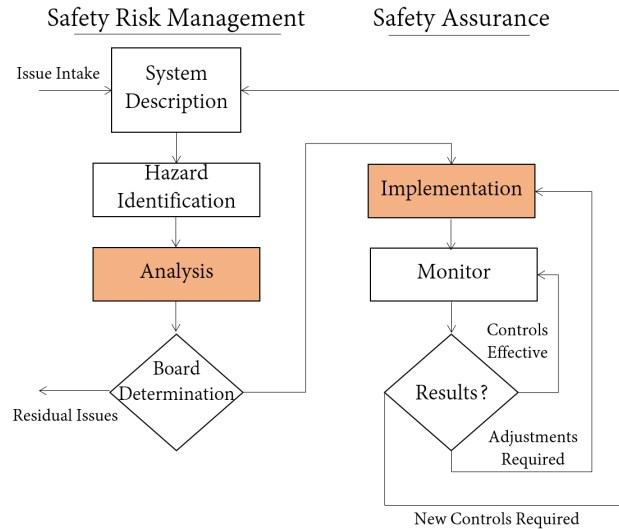 Safety Risk Management
Safety Assurance
Issue Intake
System
Description
Hazard
Identification
Analysis
Board
Determination
Residual Issues
Implementation
Monitor
Controls
Effective
Results?
Adjustments
Required
New Controls Required